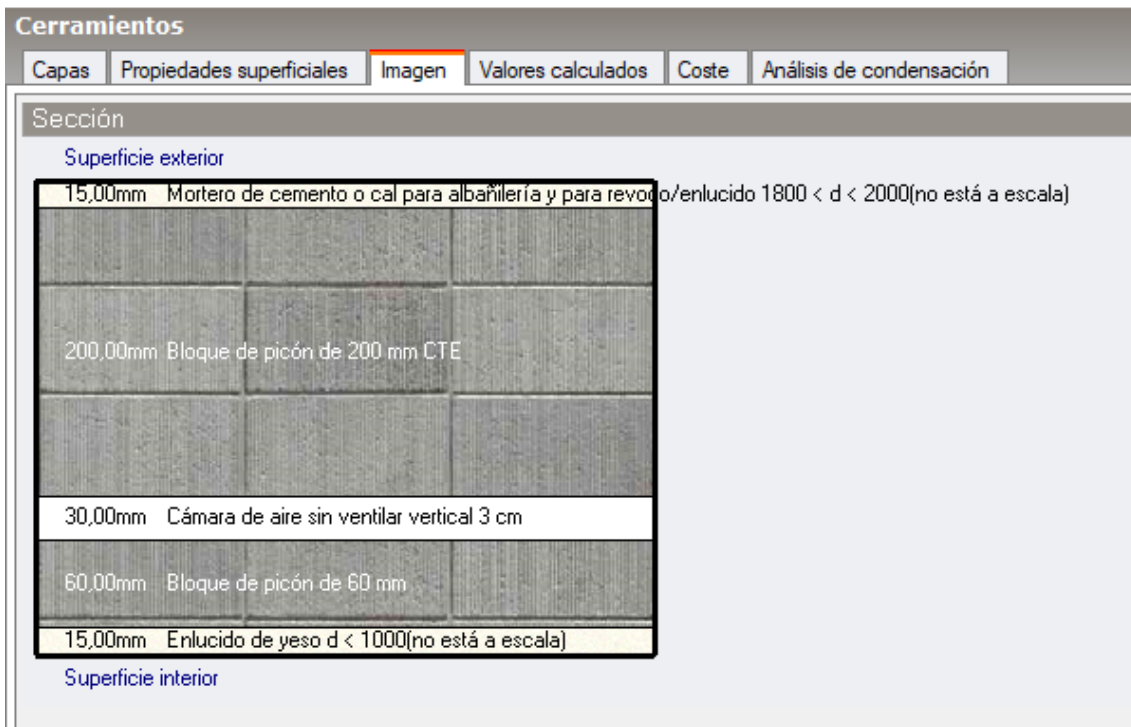 Cerramientos
Capas Propiedades superficiales Imagen Valores calculados Coste Análisis de condensación
Sección
Superficie exterior
15,00mm Mortero de cemento o cal para albañilería y para revoco/enlucido 1800 < d < 2000(no está a escala)
200,00mm Bloque de picón de 200 mm CTE
30,00mm Cámara de aire sin ventilar vertical 3 cm
60,00mm Bloque de picón de 60 mm
15,00mm Enlucido de yeso d < 1000(no está a escala)
Superficie interior